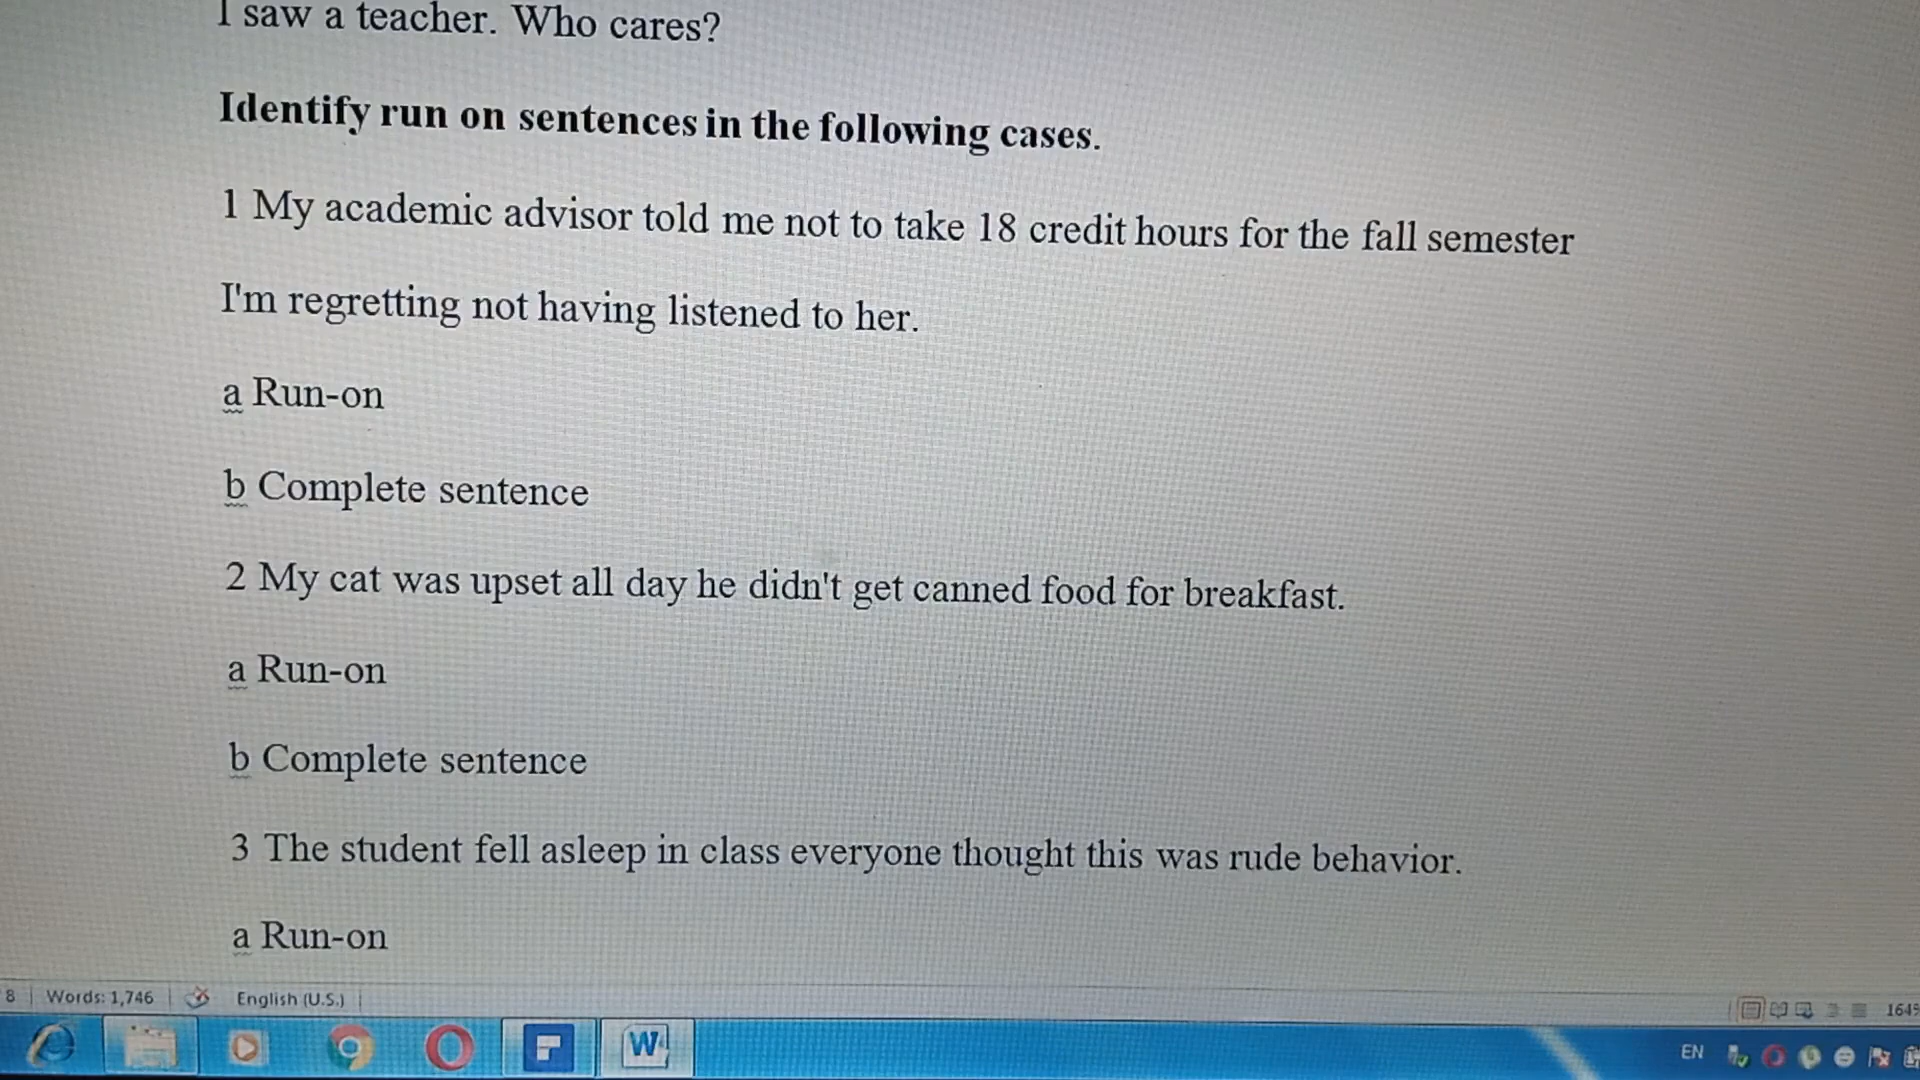 I saw a teacher. Who cares?
Identify run on sentences in the following cases.
1 My academic advisor told me not to take 18 credit hours for the fall semester
I'm regretting not having listened to her.
a Run-on
b Complete sentence
2 My cat was upset all day he didn't get canned food for breakfast.
a Run-on
b Complete sentence
3 The student fell asleep in class everyone thought this was rude behavior.
a Run-on
8 Words: 1,746 English (U.S.) 164%
W EN